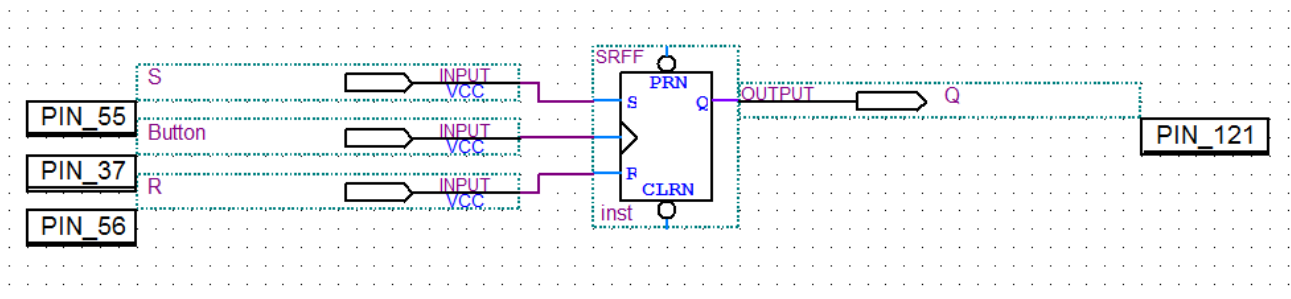 S
INPUT
VCC
PIN_55
Button
INPUT
VCC
PIN_37
R
INPUT
VCC
PIN_56
SRFF
PRN
S
Q
R
CLRN
inst
OUTPUT
Q
PIN_121